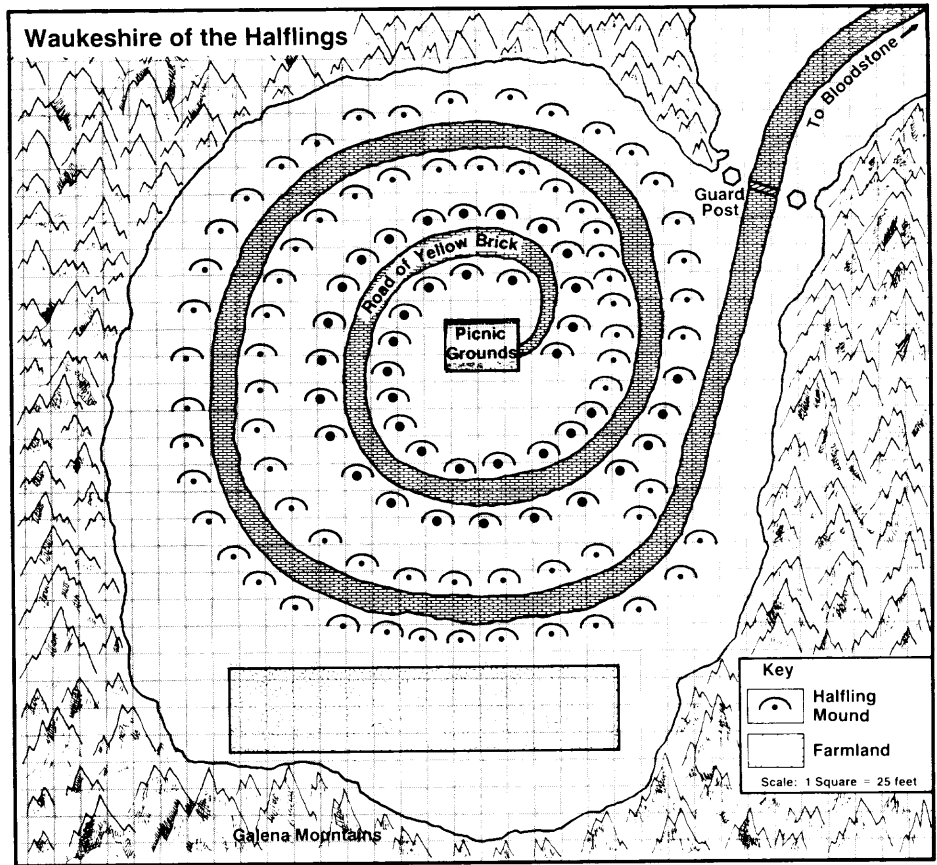 Waukeshire of the Halflings
To Bloodstone
Guard
Post
Road of Yellow Brick
Picnic
Grounds
Key
Halfling
Mound
Farmland
Scale: 1 Square = 25 feet
Galena Mountains